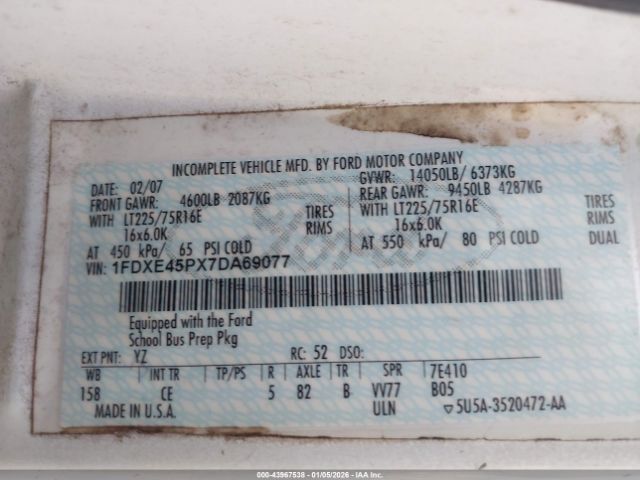 INCOMPLETE VEHICLE MFD. BY FORD MOTOR COMPANY
DATE: 02/07 GVWR: 14050LB/ 6373KG
FRONT GAWR: 4600LB 2087KG REAR GAWR: 9450LB 4287KG
WITH LT225/75R16E TIRES WITH LT225/75R16E TIRES
16x6.0K RIMS 16x6.0K RIMS
AT 450 kPa/ 65 PSI COLD AT 550 kPa/ 80 PSI COLD DUAL
VIN: 1FDXE45PX7DA69077
Equipped with the Ford
School Bus Prep Pkg
EXT PNT: YZ RC: 52 DSO:
WB INT TR TP/PS R AXLE TR SPR 7E410
158 CE 5 82 B VV77 B05
MADE IN U.S.A. ULN ▽5U5A-3520472-AA
000-43967538 - 01/05/2026 - COPART.COM